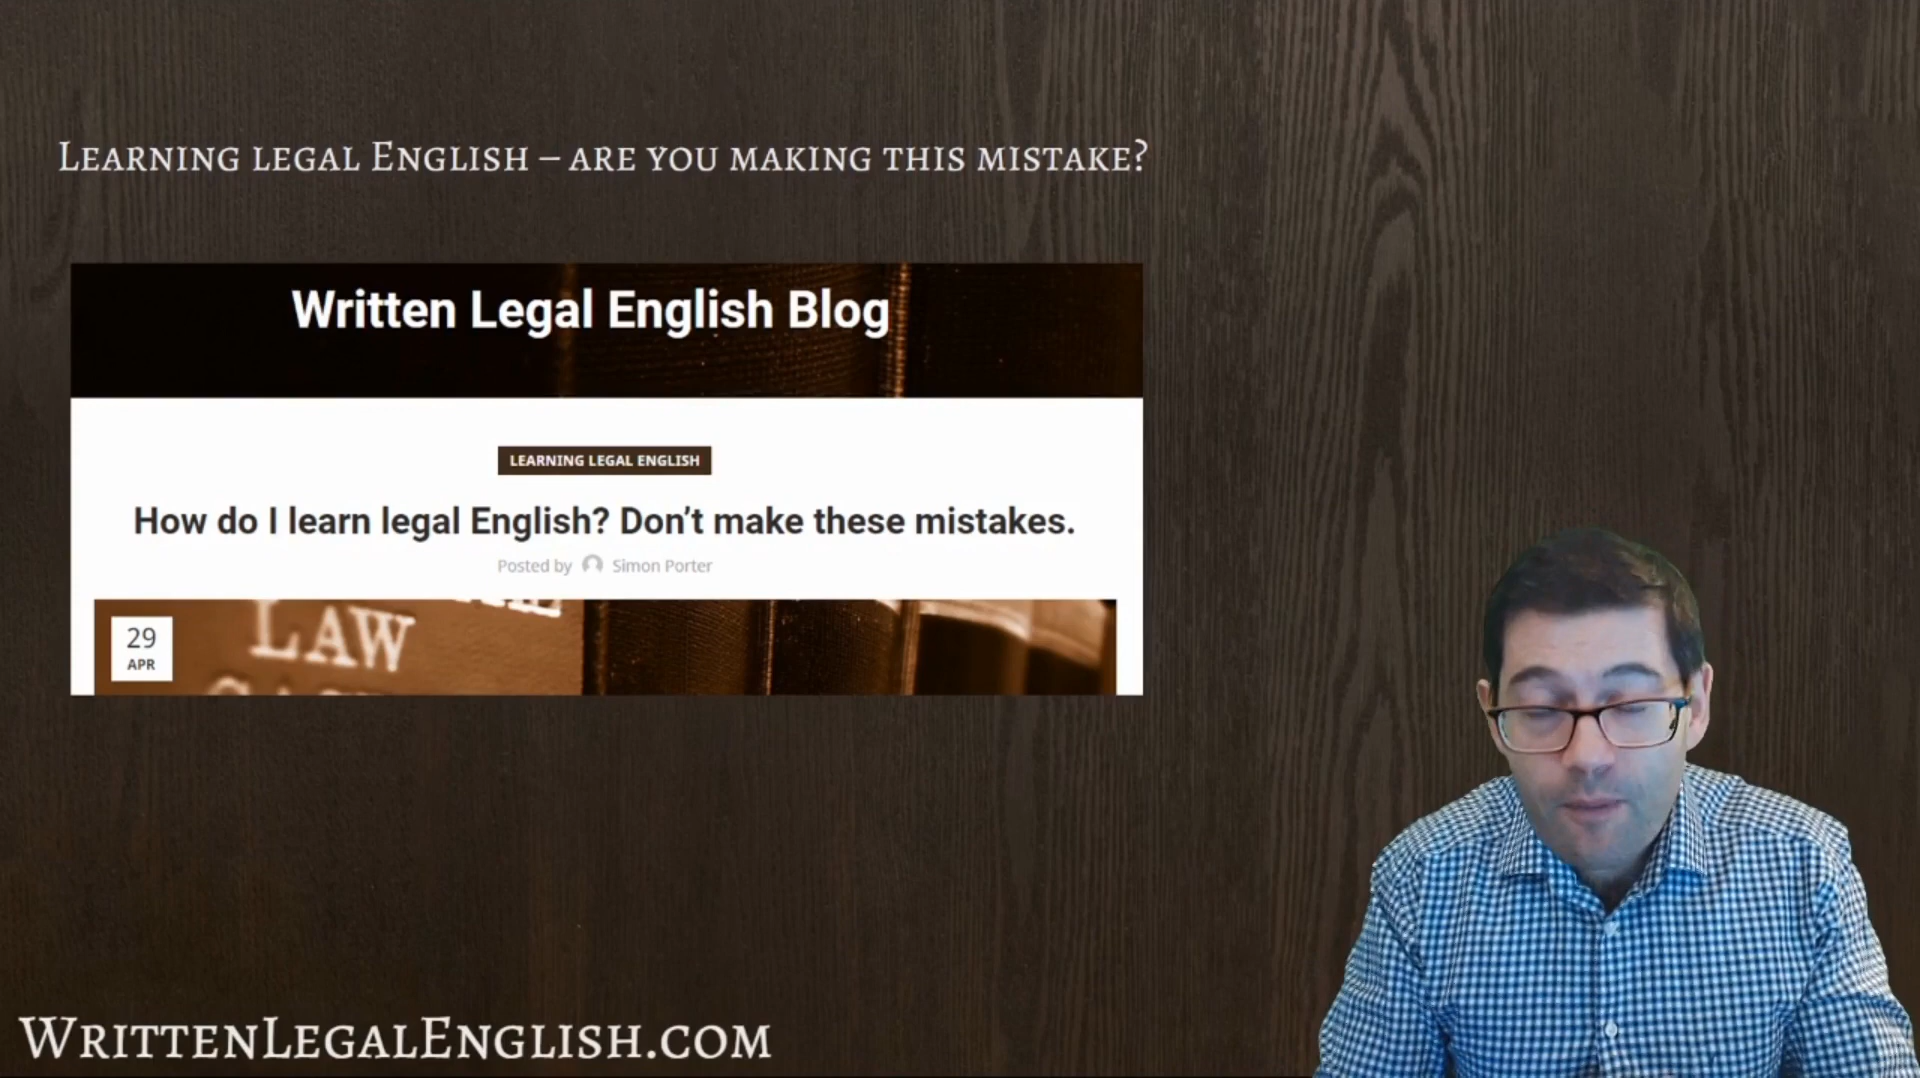 Learning legal English – are you making this mistake?
Written Legal English Blog
LEARNING LEGAL ENGLISH
How do I learn legal English? Don't make these mistakes.
Posted by Simon Porter
LAW
29
APR
WrittenLegalEnglish.com